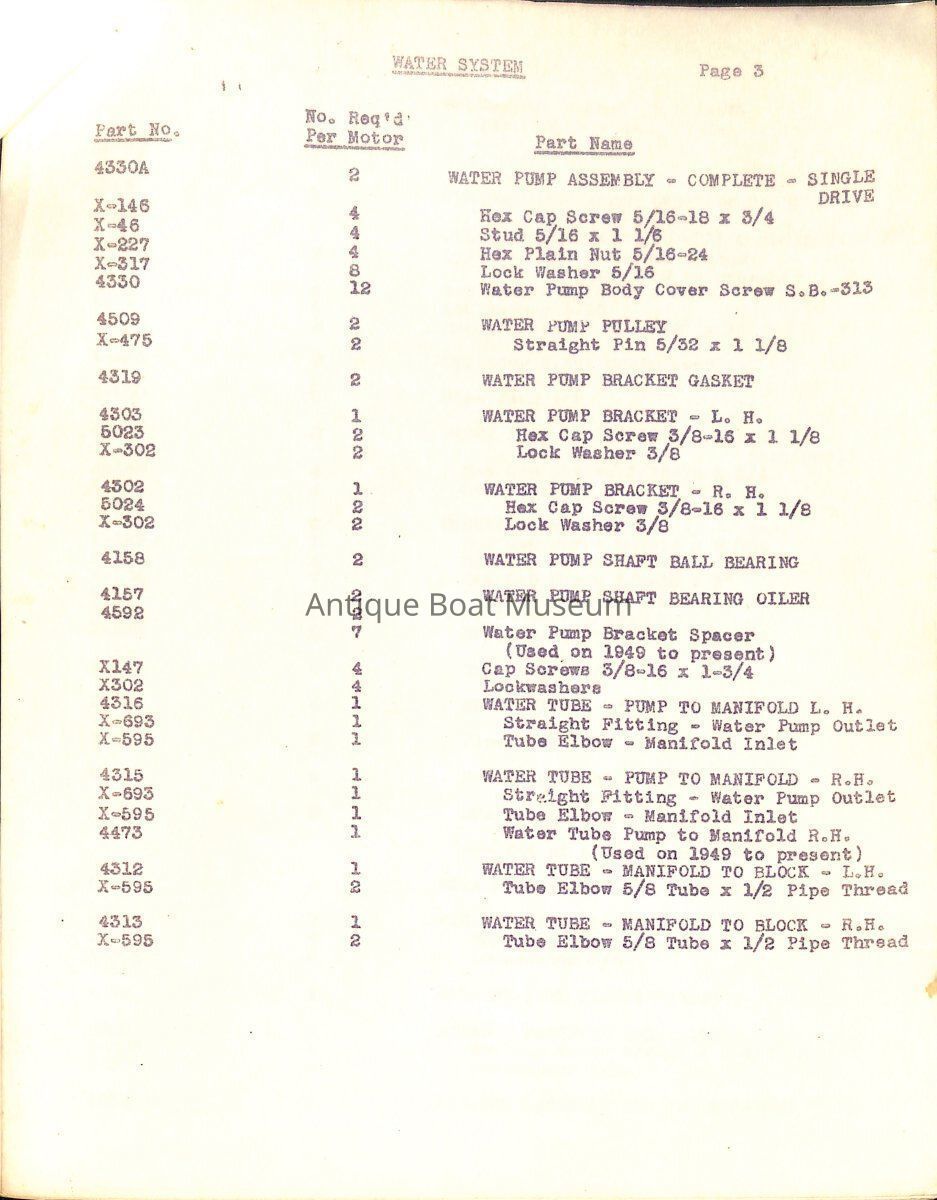 WATER SYSTEM Page 3
Part No. No. Req'd Per Motor Part Name
4330A 2 WATER PUMP ASSEMBLY - COMPLETE - SINGLE
DRIVE
X-146 4 Hex Cap Screw 5/16-18 x 3/4
X-46 4 Stud 5/16 x 1 1/6
X-227 4 Hex Plain Nut 5/16-24
X-317 8 Lock Washer 5/16
4330 12 Water Pump Body Cover Screw S.B.-313
4509 2 WATER PUMP PULLEY
X-475 2 Straight Pin 5/32 x 1 1/8
4319 2 WATER PUMP BRACKET GASKET
4303 1 WATER PUMP BRACKET - L. H.
5023 2 Hex Cap Screw 3/8-16 x 1 1/8
X-302 2 Lock Washer 3/8
4302 1 WATER PUMP BRACKET - R. H.
5024 2 Hex Cap Screw 3/8-16 x 1 1/8
X-302 2 Lock Washer 3/8
4158 2 WATER PUMP SHAFT BALL BEARING
4157 2 WATER PUMP SHAFT BEARING OILER
Antique Boat Museum
4592 2
7 Water Pump Bracket Spacer
(Used on 1949 to present)
X147 4 Cap Screws 3/8-16 x 1-3/4
X302 4 Lockwashers
4316 1 WATER TUBE - PUMP TO MANIFOLD L. H.
X-693 1 Straight Fitting - Water Pump Outlet
X-595 1 Tube Elbow - Manifold Inlet
4315 1 WATER TUBE - PUMP TO MANIFOLD - R.H.
X-693 1 Straight Fitting - Water Pump Outlet
X-595 1 Tube Elbow - Manifold Inlet
4473 1 Water Tube Pump to Manifold R.H.
(Used on 1949 to present)
4312 1 WATER TUBE - MANIFOLD TO BLOCK - L.H.
X-595 2 Tube Elbow 5/8 Tube x 1/2 Pipe Thread
4313 1 WATER TUBE - MANIFOLD TO BLOCK - R.H.
X-595 2 Tube Elbow 5/8 Tube x 1/2 Pipe Thread